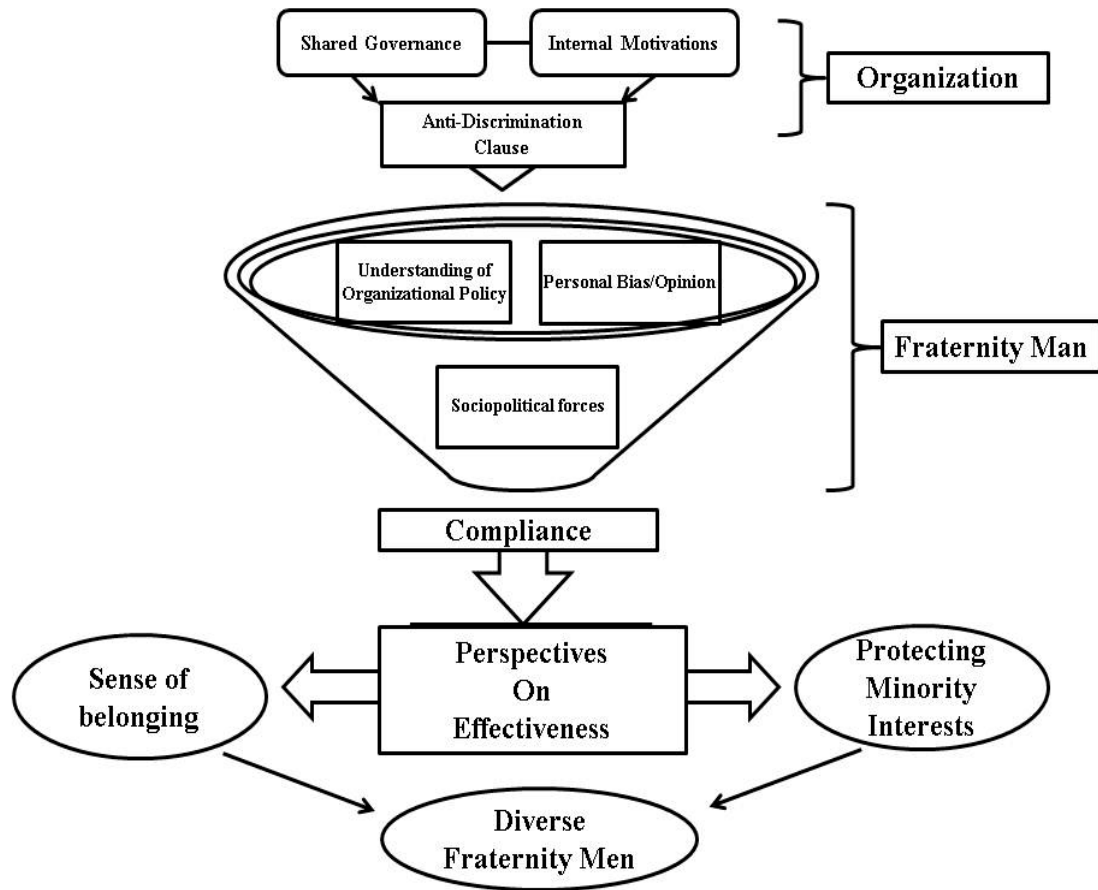 Shared Governance
Internal Motivations
Organization
Anti-Discrimination
Clause
Understanding of
Organizational Policy
Personal Bias/Opinion
Fraternity Man
Sociopolitical forces
Compliance
Sense of
belonging
Perspectives
On
Effectiveness
Protecting
Minority
Interests
Diverse
Fraternity Men